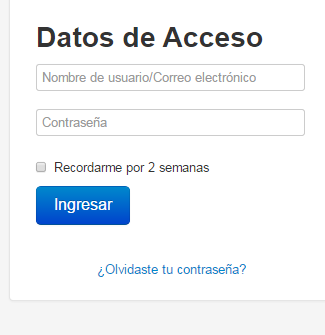 Datos de Acceso
Nombre de usuario/Correo electrónico
Contraseña
Recordarme por 2 semanas
Ingresar
¿Olvidaste tu contraseña?